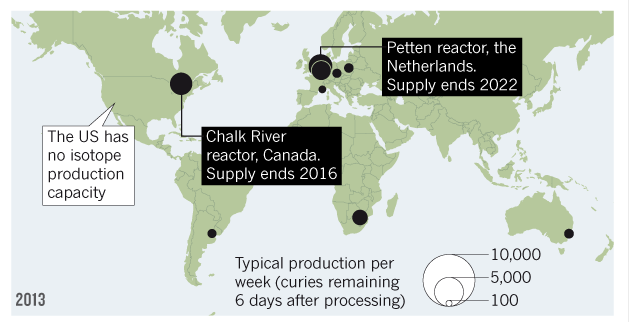 Petten reactor, the
Netherlands.
Supply ends 2022
The US has
no isotope
production
capacity
Chalk River
reactor, Canada.
Supply ends 2016
Typical production per
week (curies remaining
6 days after processing)
10,000
5,000
100
2013